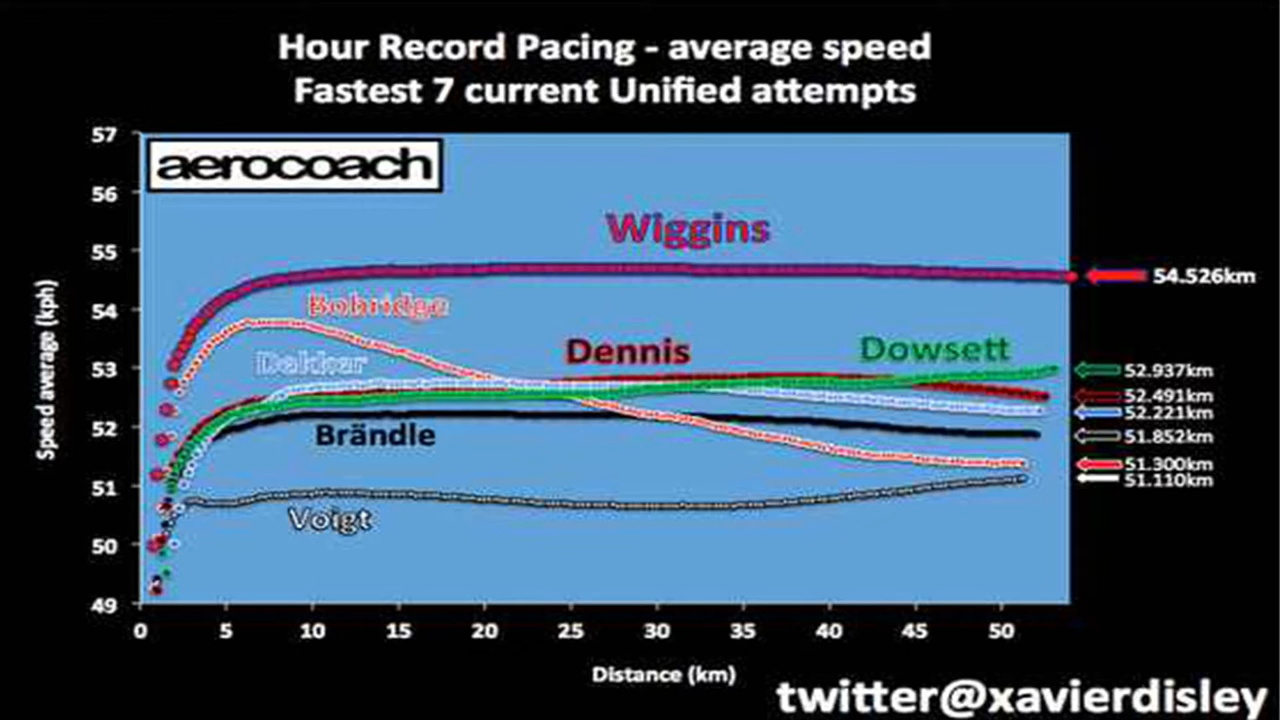 Hour Record Pacing - average speed
Fastest 7 current Unified attempts
57
56
55
54
53
52
51
50
49
Speed average (kph)
aerocoach
Wiggins
Bobridge
Dekker
Dennis
Dowsett
Brändle
Voigt
54.526km
52.937km
52.491km
52.221km
51.852km
51.300km
51.110km
0 5 10 15 20 25 30 35 40 45 50
Distance (km)
twitter@xavierdisley